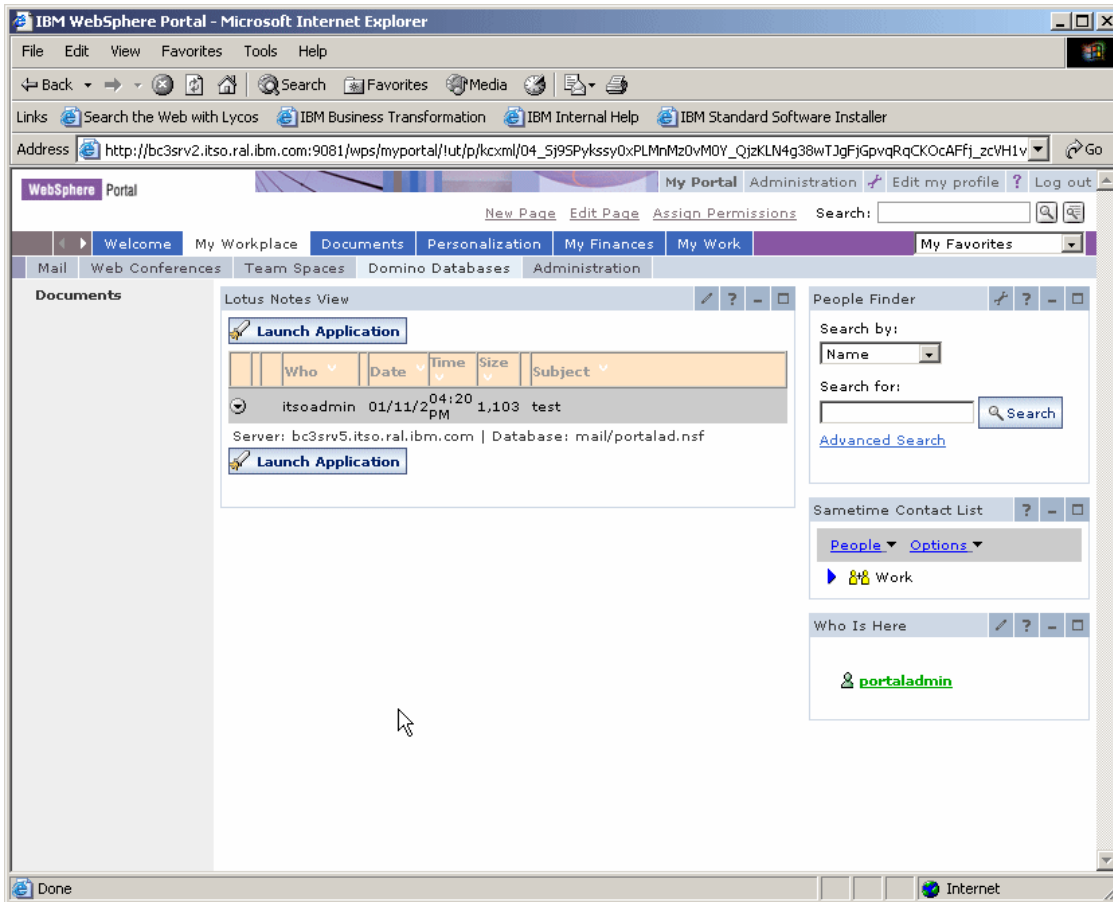 IBM WebSphere Portal - Microsoft Internet Explorer
File Edit View Favorites Tools Help
Back Search Favorites Media
Links Search the Web with Lycos IBM Business Transformation IBM Internal Help IBM Standard Software Installer
Address http://bc3srv2.itso.ral.ibm.com:9081/wps/myportal/!ut/p/kcxml/04_Sj9SPykssy0xPLMnMz0vM0Y_QjzKLN4g38wTJgFjGpvqRqCKOcAFfj_zcVH1v Go
WebSphere Portal My Portal Administration Edit my profile ? Log out
New Page Edit Page Assign Permissions Search:
Welcome My Workplace Documents Personalization My Finances My Work My Favorites
Mail Web Conferences Team Spaces Domino Databases Administration
Documents
Lotus Notes View ?
Launch Application
Who Date Time Size Subject
itsoadmin 01/11/2 04:20 PM 1,103 test
Server: bc3srv5.itso.ral.ibm.com | Database: mail/portalad.nsf
Launch Application
People Finder ?
Search by:
Name
Search for:
Search
Advanced Search
Sametime Contact List ?
People Options
Work
Who Is Here ?
portaladmin
Done Internet